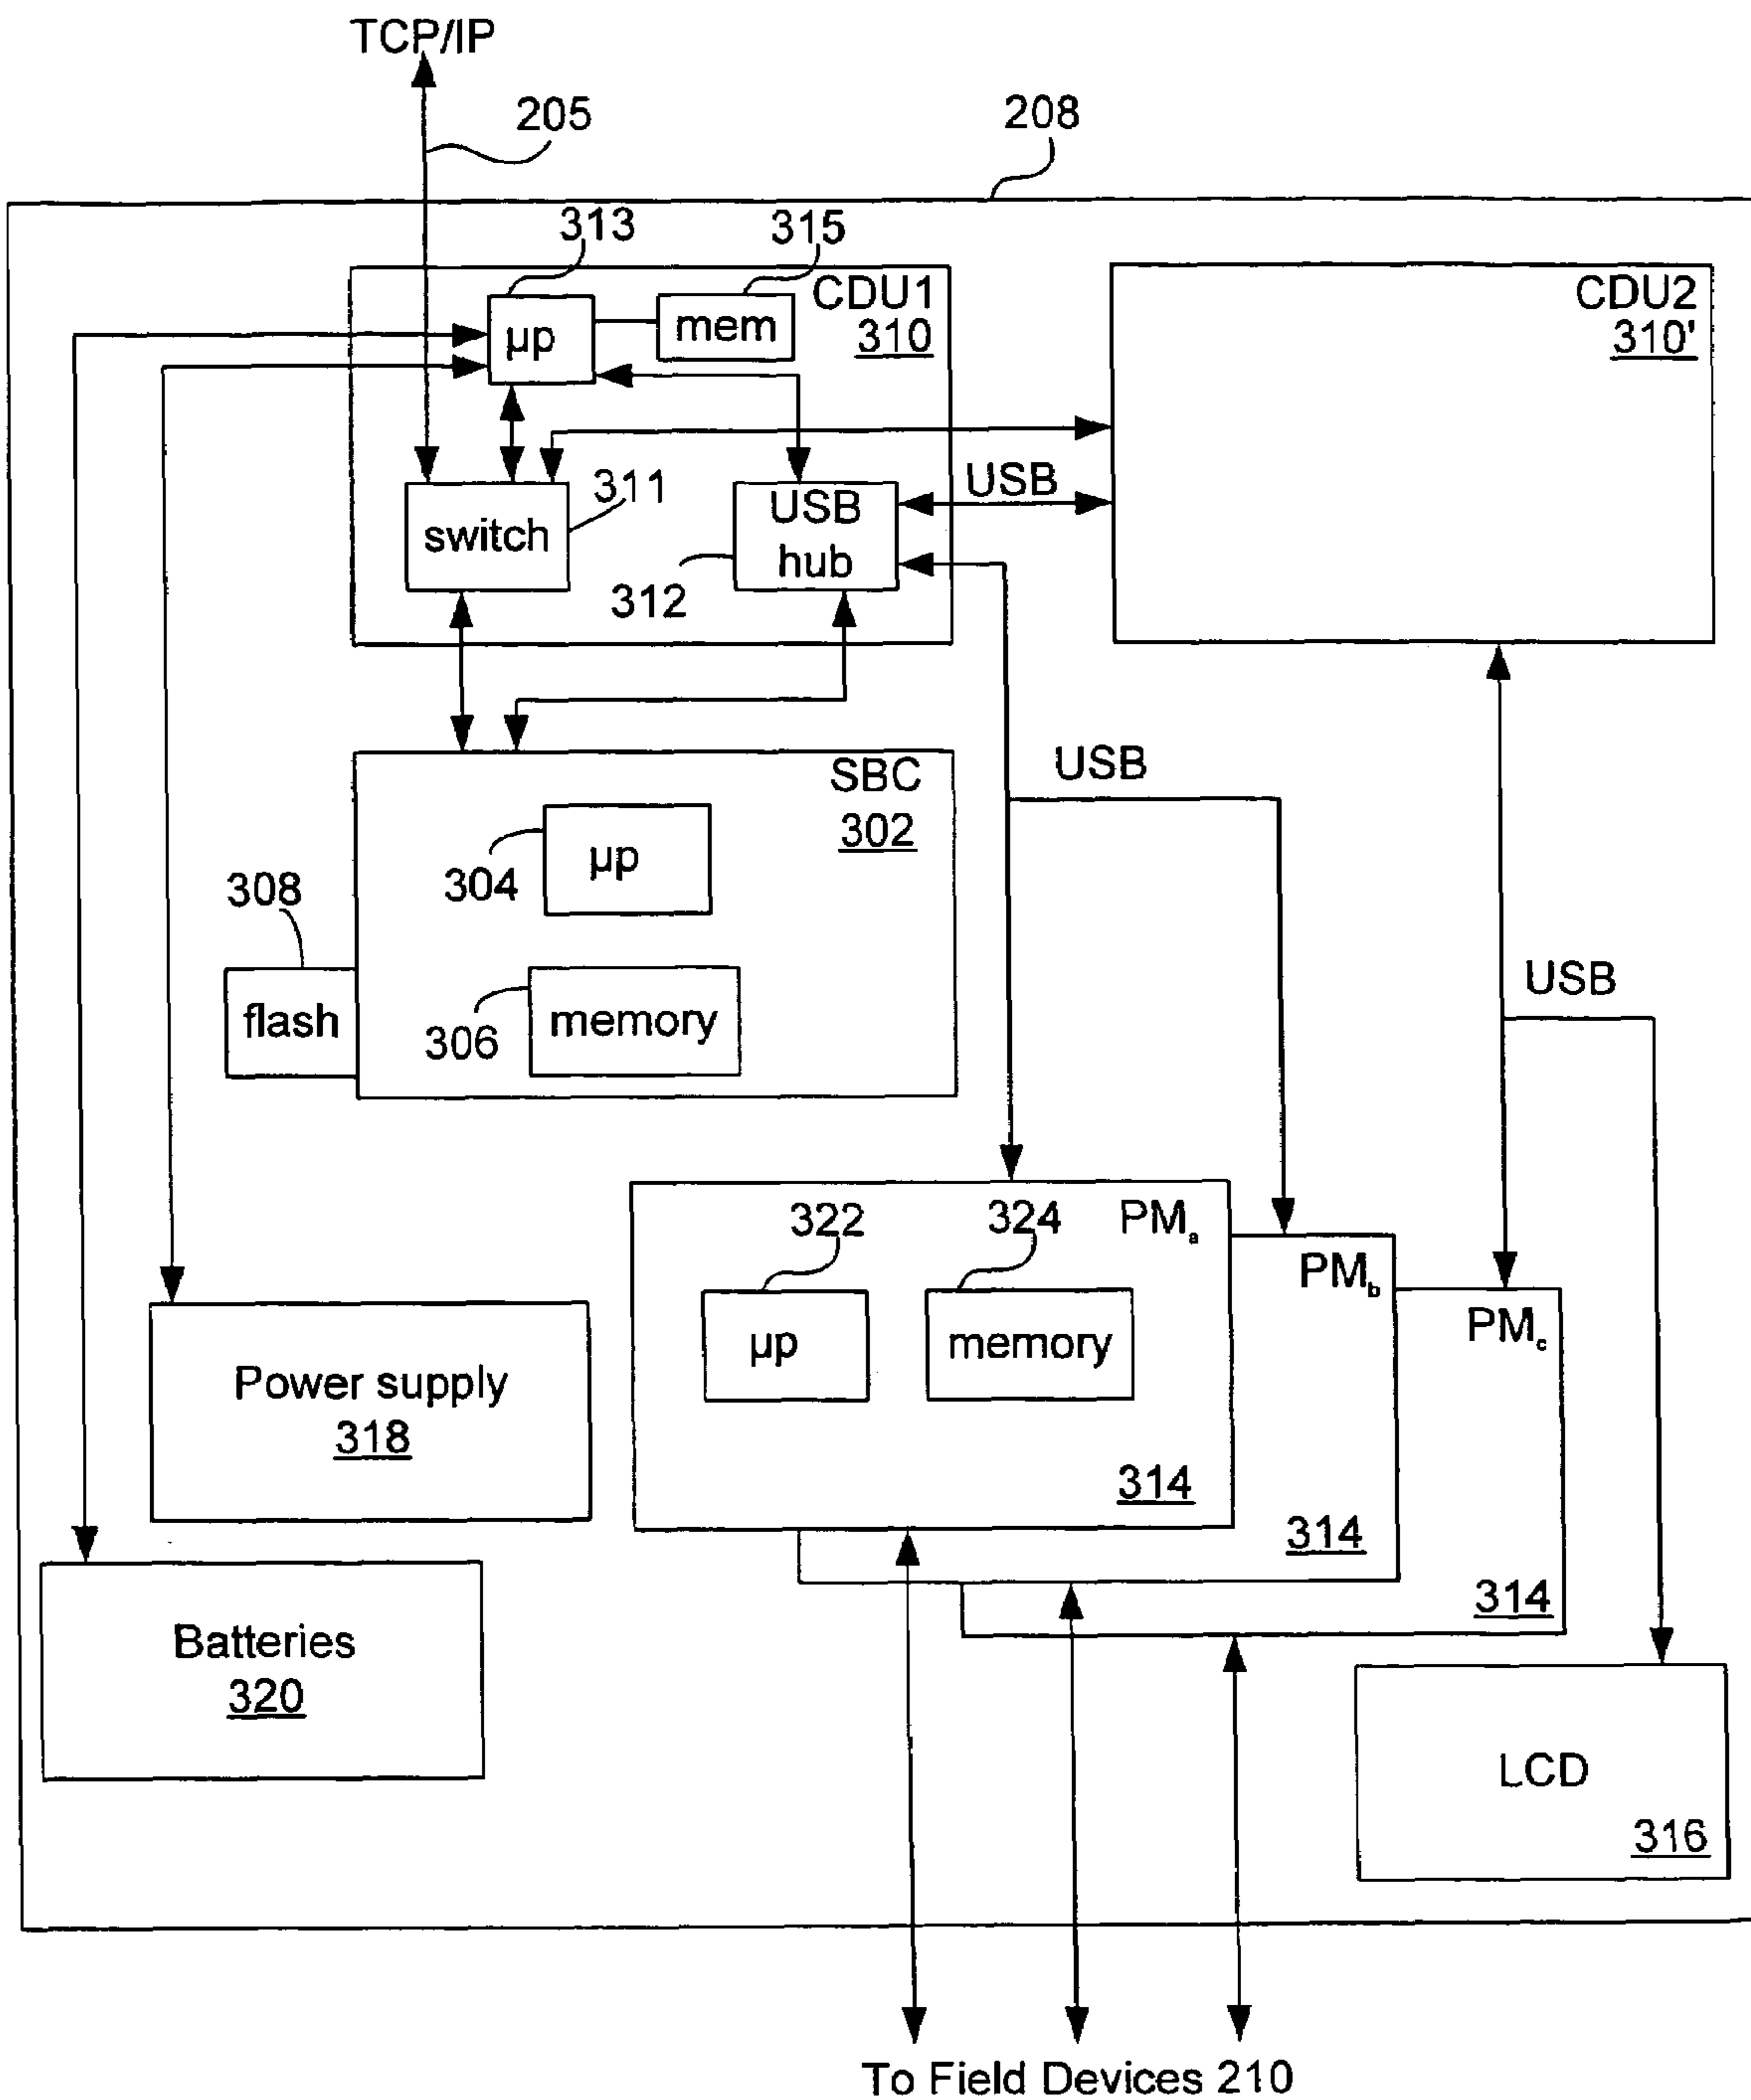 TCP/IP
205
208
313
315
CDU1
310
µp
mem
CDU2
310'
switch
311
USB
hub
312
USB
SBC
302
304
µp
308
flash
306
memory
USB
USB
322
324
PMa
µp
memory
314
PMb
314
PMc
314
Power supply
318
Batteries
320
LCD
316
To Field Devices 210